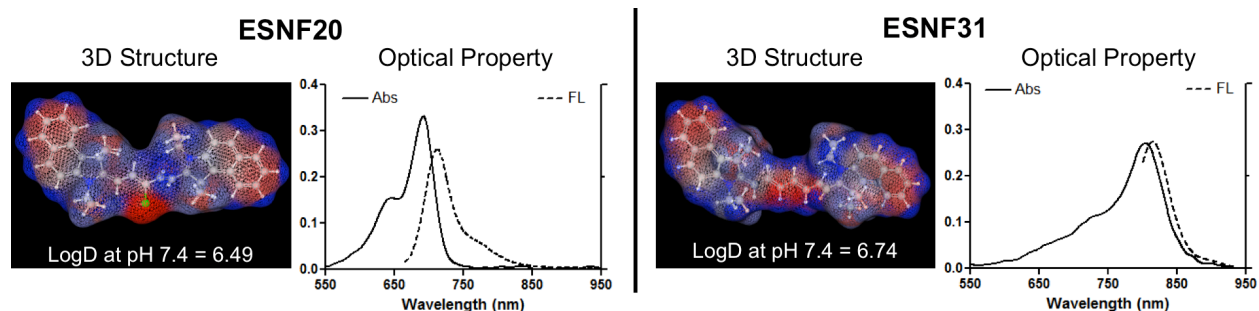 ESNF20
3D Structure
Optical Property
LogD at pH 7.4 = 6.49
0.4
0.3
0.2
0.1
0.0
Abs
FL
550 650 750 850 950
Wavelength (nm)
ESNF31
3D Structure
Optical Property
LogD at pH 7.4 = 6.74
0.4
0.3
0.2
0.1
0.0
Abs
FL
550 650 750 850 950
Wavelength (nm)